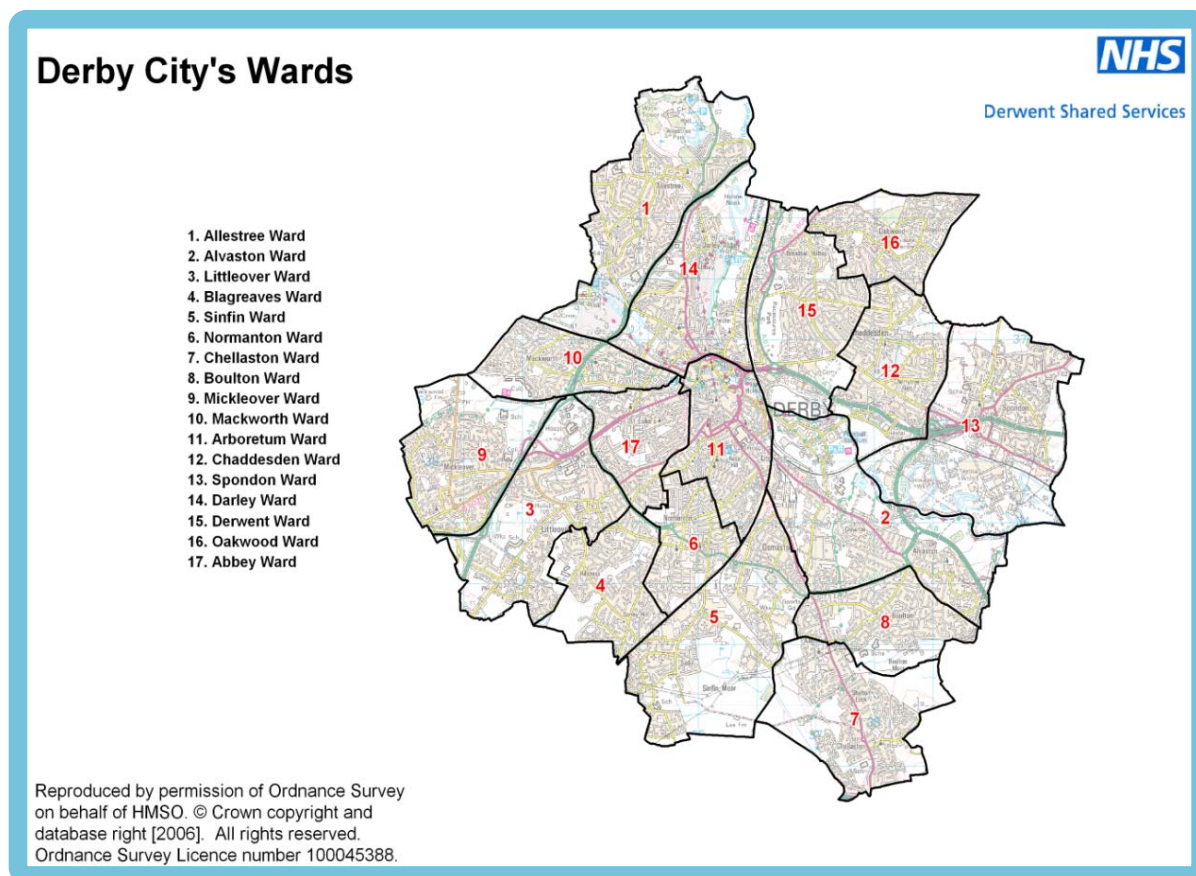 Derby City's Wards
NHS
Derwent Shared Services
1. Allestree Ward
2. Alvaston Ward
3. Littleover Ward
4. Blagreaves Ward
5. Sinfin Ward
6. Normanton Ward
7. Chellaston Ward
8. Boulton Ward
9. Mickleover Ward
10. Mackworth Ward
11. Arboretum Ward
12. Chaddesden Ward
13. Spondon Ward
14. Darley Ward
15. Derwent Ward
16. Oakwood Ward
17. Abbey Ward
1
16
14
15
10
12
13
DERBY
17
11
9
Mickleover
3
2
6
4
5
8
Sinfin Moor
7
Chellaston
Reproduced by permission of Ordnance Survey
on behalf of HMSO. © Crown copyright and
database right [2006]. All rights reserved.
Ordnance Survey Licence number 100045388.